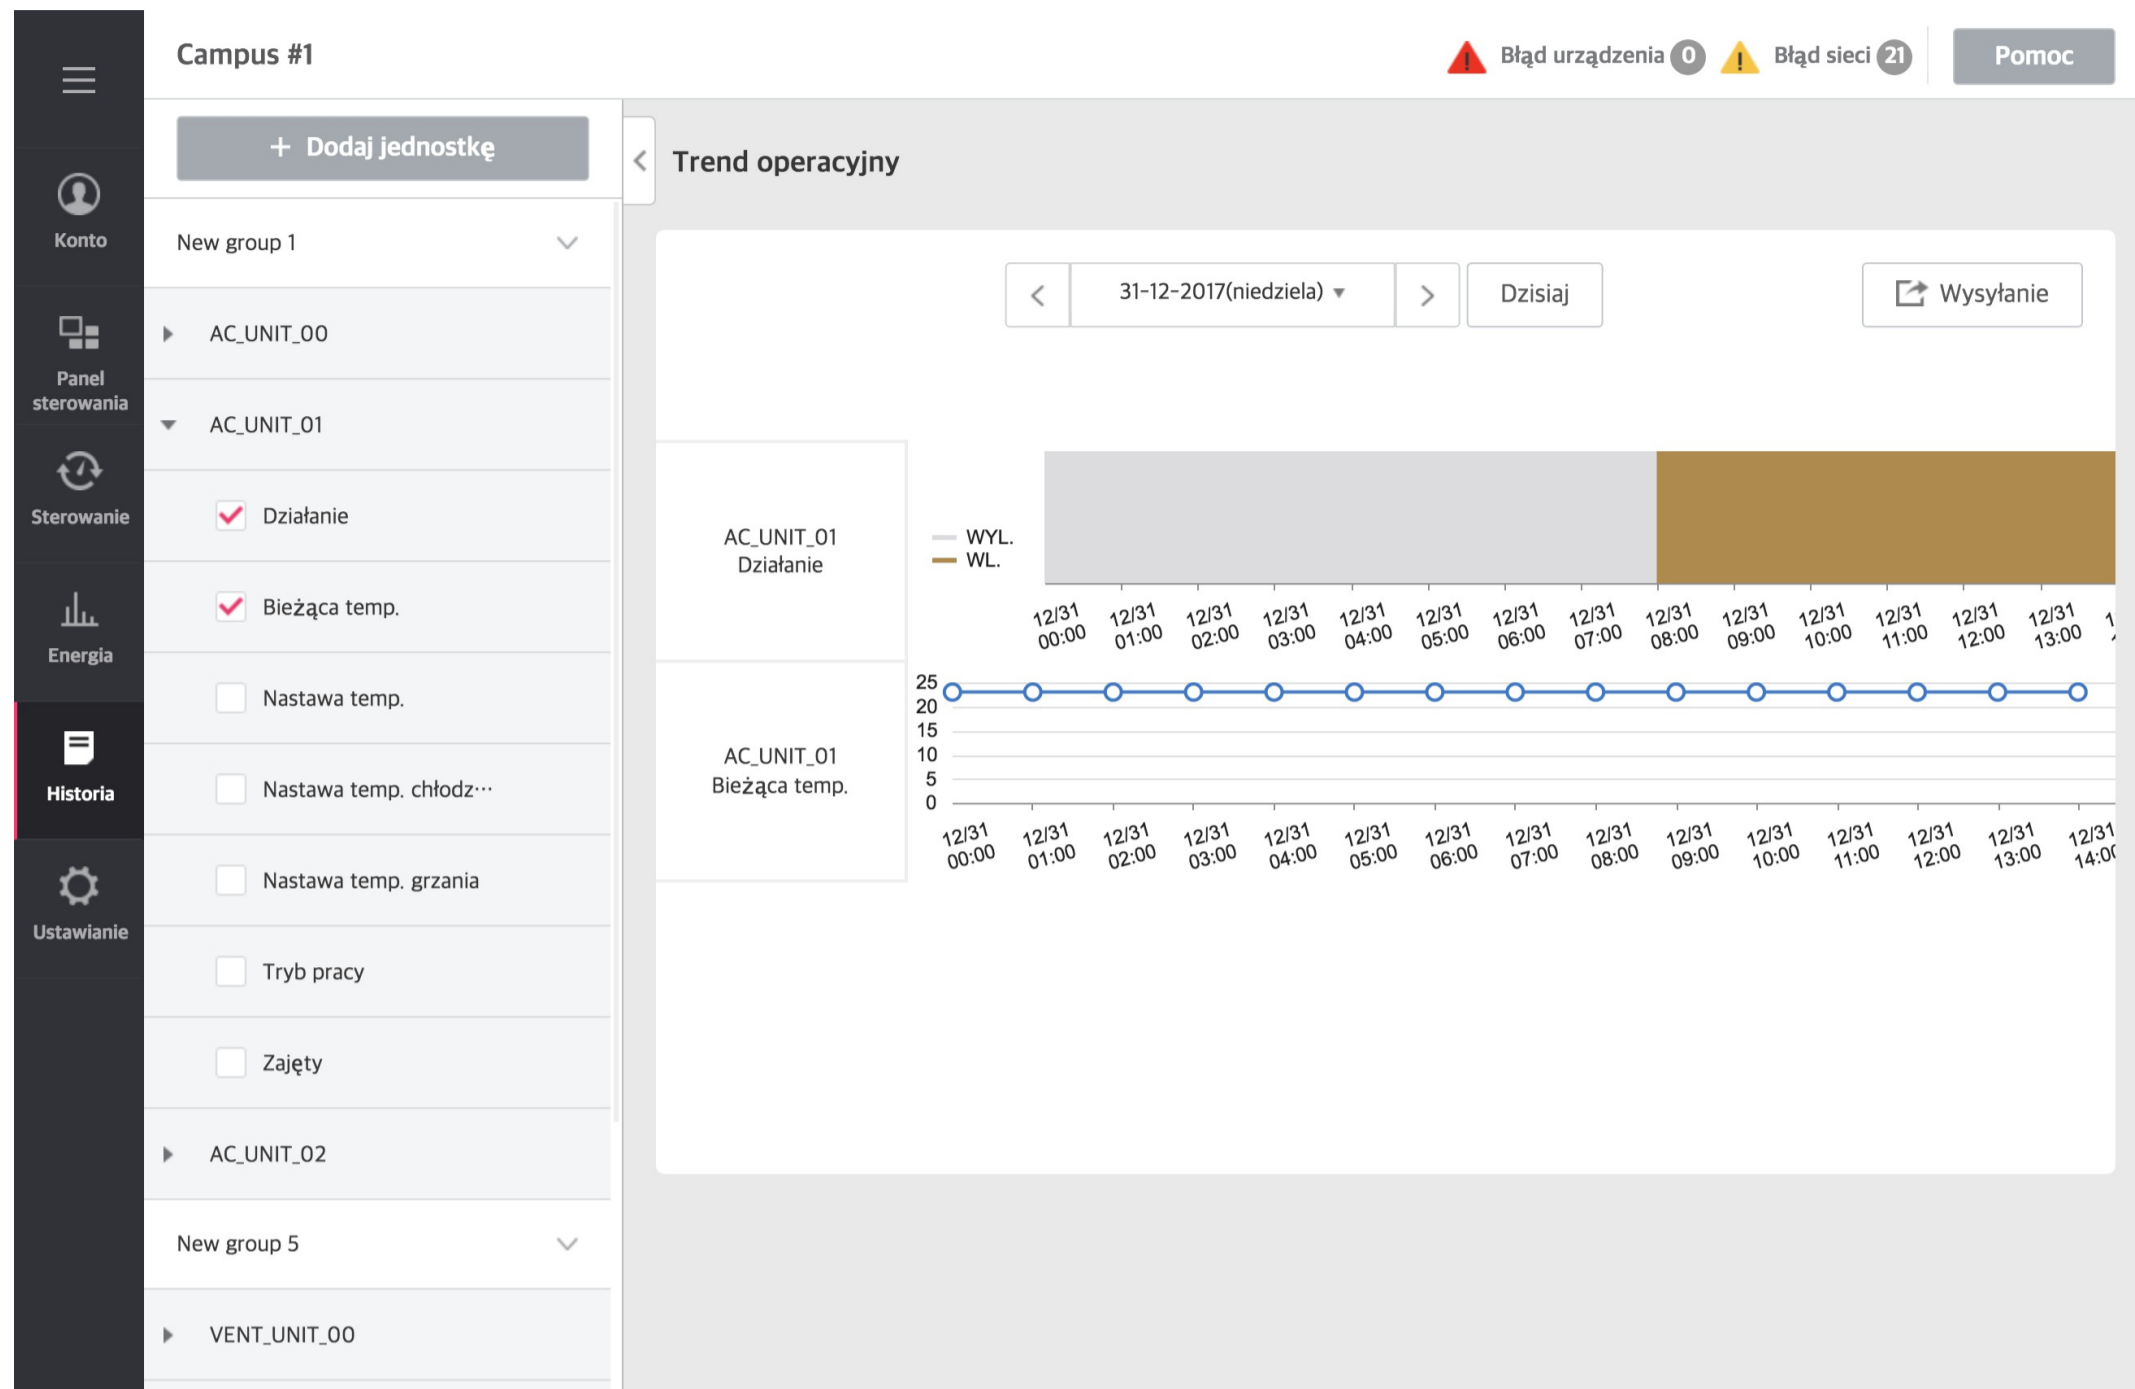 Campus #1
Błąd urządzenia 0
Błąd sieci 21
Pomoc
Konto
Panel
sterowania
Sterowanie
Energia
Historia
Ustawianie
+ Dodaj jednostkę
New group 1
AC_UNIT_00
AC_UNIT_01
Działanie
Bieżąca temp.
Nastawa temp.
Nastawa temp. chłodz···
Nastawa temp. grzania
Tryb pracy
Zajęty
AC_UNIT_02
New group 5
VENT_UNIT_00
Trend operacyjny
31-12-2017(niedziela)
Dzisiaj
Wysyłanie
AC_UNIT_01
Działanie
WYL.
WL.
12/31 12/31 12/31 12/31 12/31 12/31 12/31 12/31 12/31 12/31 12/31 12/31 12/31 12/31
00:00 01:00 02:00 03:00 04:00 05:00 06:00 07:00 08:00 09:00 10:00 11:00 12:00 13:00
AC_UNIT_01
Bieżąca temp.
25
20
15
10
5
0
12/31 12/31 12/31 12/31 12/31 12/31 12/31 12/31 12/31 12/31 12/31 12/31 12/31 12/31 12/31
00:00 01:00 02:00 03:00 04:00 05:00 06:00 07:00 08:00 09:00 10:00 11:00 12:00 13:00 14:00